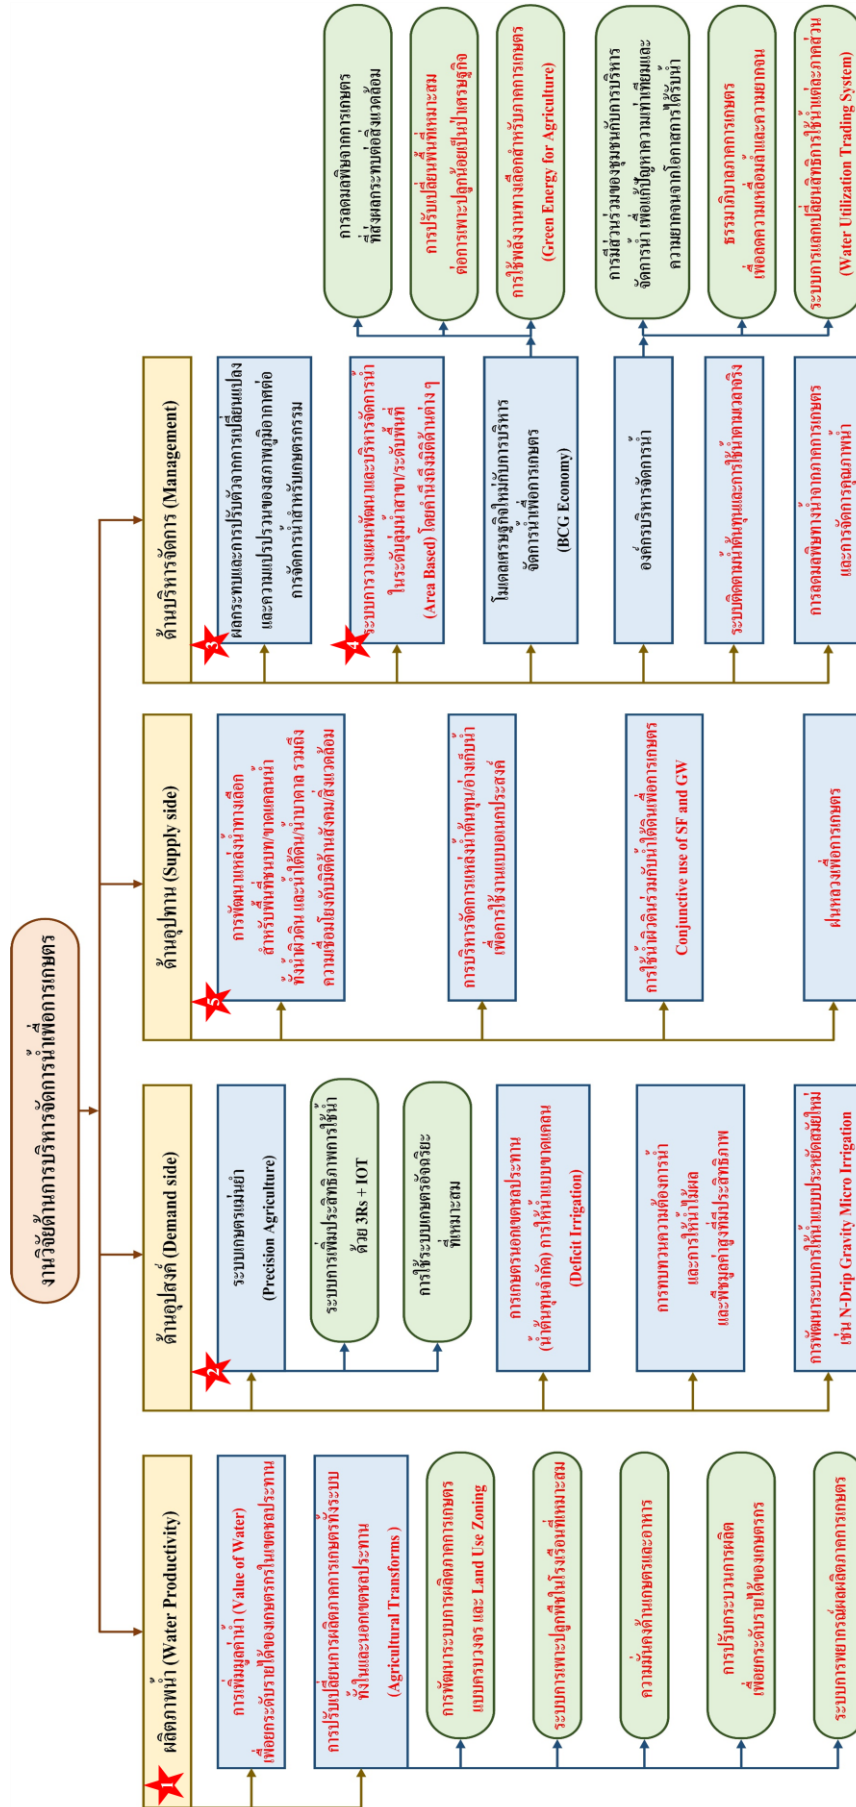 งานวิจัยด้านการบริหารจัดการน้ำเพื่อการเกษตร
1
ผลิตภาพน้ำ (Water Productivity)
การเพิ่มมูลค่าน้ำ (Value of Water)
เพื่อยกระดับรายได้ของเกษตรกรในเขตชลประทาน
การปรับเปลี่ยนการผลิตภาคการเกษตรทั้งระบบ
ทั้งในและนอกเขตชลประทาน
(Agricultural Transforms )
การพัฒนาระบบการผลิตภาคการเกษตร
แบบครบวงจร และ Land Use Zoning
ระบบการเพาะปลูกพืชในโรงเรือนที่เหมาะสม
ความมั่นคงด้านเกษตรและอาหาร
การปรับกระบวนการผลิต
เพื่อยกระดับรายได้ของเกษตรกร
ระบบการพยากรณ์ผลผลิตภาคการเกษตร
2
ด้านอุปสงค์ (Demand side)
ระบบเกษตรแม่นยำ
(Precision Agriculture)
ระบบการเพิ่มประสิทธิภาพการใช้น้ำ
ด้วย 3Rs + IOT
การใช้ระบบเกษตรอัจฉริยะ
ที่เหมาะสม
การเกษตรนอกเขตชลประทาน
(น้ำต้นทุนจำกัด) การให้น้ำแบบขาดแคลน
(Deficit Irrigation)
การทบทวนความต้องการน้ำ
และการให้น้ำไม้ผล
และพืชมูลค่าสูงที่มีประสิทธิภาพ
การพัฒนาระบบการให้น้ำแบบประหยัดสมัยใหม่
เช่น N-Drip Gravity Micro Irrigation
5
ด้านอุปทาน (Supply side)
การพัฒนาแหล่งน้ำทางเลือก
สำหรับพื้นที่ชนบท/ขาดแคลนน้ำ
ทั้งน้ำผิวดิน และน้ำใต้ดิน/น้ำบาดาล รวมถึง
ความเชื่อมโยงกับมิติด้านสังคม/สิ่งแวดล้อม
การบริหารจัดการแหล่งน้ำต้นทุน/อ่างเก็บน้ำ
เพื่อการใช้งานแบบอเนกประสงค์
การใช้น้ำผิวดินร่วมกับน้ำใต้ดินเพื่อการเกษตร
Conjunctive use of SF and GW
ฝนหลวงเพื่อการเกษตร
3
ด้านบริหารจัดการ (Management)
ผลกระทบและการปรับตัวจากการเปลี่ยนแปลง
และความแปรปรวนของสภาพภูมิอากาศต่อ
การจัดการน้ำสำหรับเกษตรกรรม
4
ระบบการวางแผนพัฒนาและบริหารจัดการน้ำ
ในระดับลุ่มน้ำสาขา/ระดับพื้นที่
(Area Based) โดยคำนึงถึงมิติด้านต่าง ๆ
โมเดลเศรษฐกิจใหม่กับการบริหาร
จัดการน้ำเพื่อการเกษตร
(BCG Economy)
การลดมลพิษจากการเกษตร
ที่ส่งผลกระทบต่อสิ่งแวดล้อม
การปรับเปลี่ยนพื้นที่เหมาะสม
ต่อการเพาะปลูกน้อยเป็นป่าเศรษฐกิจ
การใช้พลังงานทางเลือกสำหรับภาคการเกษตร
(Green Energy for Agriculture)
องค์กรบริหารจัดการน้ำ
การมีส่วนร่วมของชุมชนกับการบริหาร
จัดการน้ำ เพื่อแก้ปัญหาความเท่าเทียมและ
ความยากจนจากโอกาสการได้รับน้ำ
ธรรมาภิบาลภาคการเกษตร
เพื่อลดความเหลื่อมล้ำและความยากจน
ระบบการแลกเปลี่ยนสิทธิการใช้น้ำแต่ละภาคส่วน
(Water Utilization Trading System)
ระบบติดตามน้ำต้นทุนและการใช้น้ำตามเวลาจริง
การลดมลพิษทางน้ำจากภาคการเกษตร
และการจัดการคุณภาพน้ำ